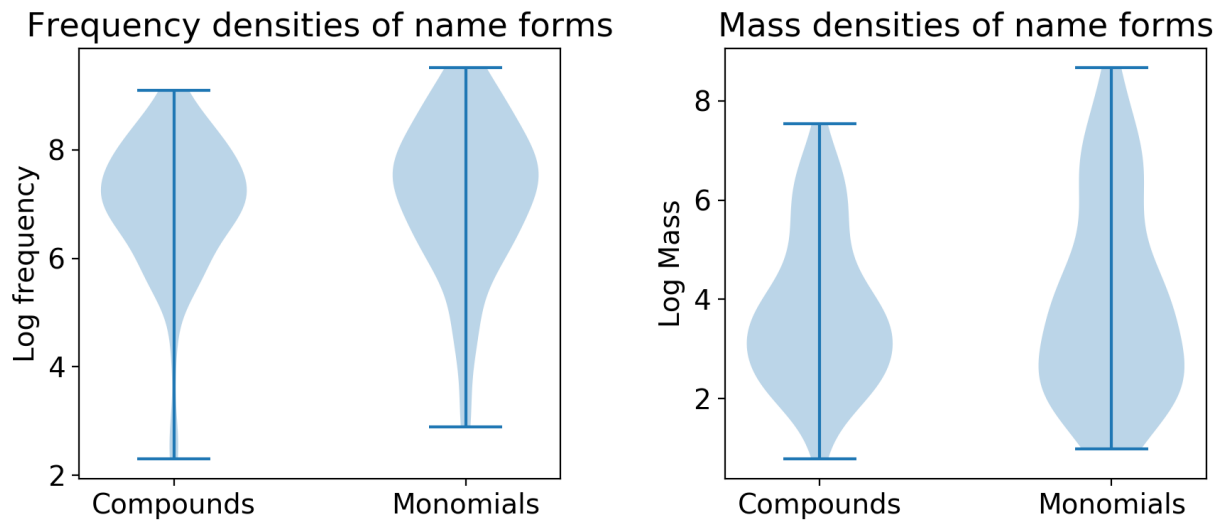 Frequency densities of name forms
Log frequency
8
6
4
2
Compounds Monomials
Mass densities of name forms
Log Mass
8
6
4
2
Compounds Monomials